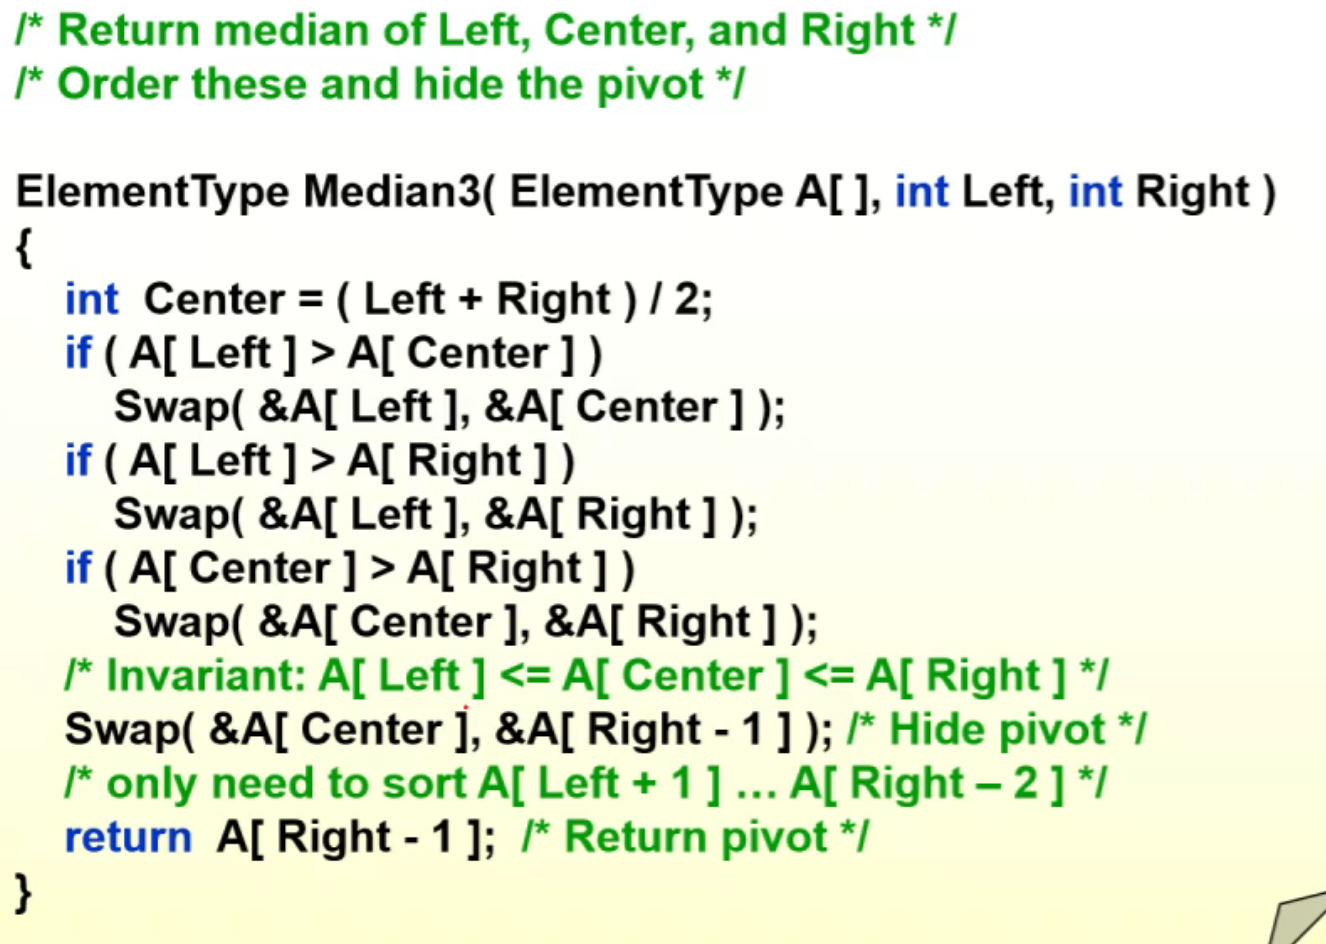 /* Return median of Left, Center, and Right */
/* Order these and hide the pivot */
ElementType Median3( ElementType A[ ], int Left, int Right )
{
int Center = ( Left + Right ) / 2;
if ( A[ Left ] > A[ Center ] )
Swap( &A[ Left ], &A[ Center ] );
if ( A[ Left ] > A[ Right ] )
Swap( &A[ Left ], &A[ Right ] );
if ( A[ Center ] > A[ Right ] )
Swap( &A[ Center ], &A[ Right ] );
/* Invariant: A[ Left ] <= A[ Center ] <= A[ Right ] */
Swap( &A[ Center ], &A[ Right - 1 ] ); /* Hide pivot */
/* only need to sort A[ Left + 1 ] … A[ Right – 2 ] */
return A[ Right - 1 ]; /* Return pivot */
}